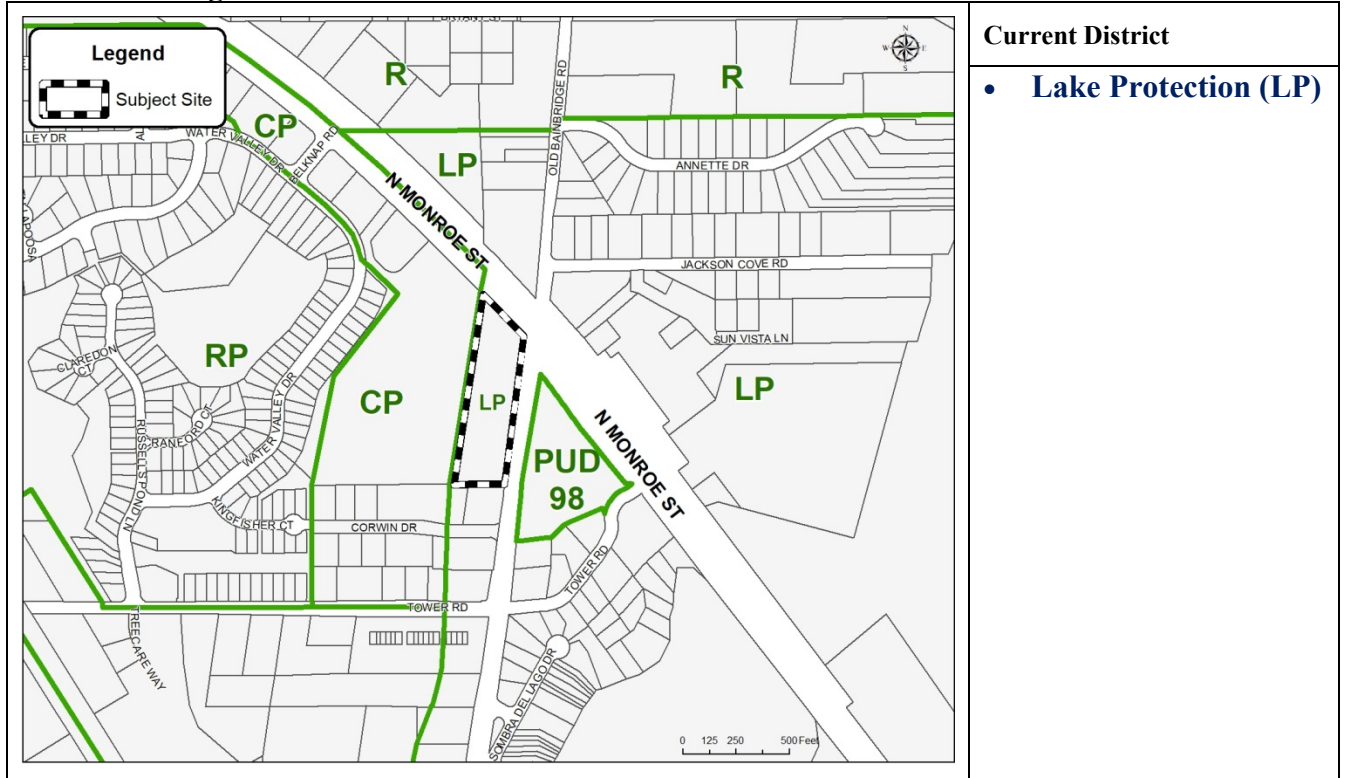 Legend
Subject Site
Current District
• Lake Protection (LP)
N
W
E
S
R
R
OLD BAINBRIDGE RD
CP
WATER VALLEY DR
BELKNAP RD
LP
ANNETTE DR
N MONROE ST
JACKSON COVE RD
SUN VISTA LN
CLAREDON CT
RP
WATER VALLEY DR
RUSSELLS POND LN
CP
LP
LP
PUD
98
N MONROE ST
KINGFISHER CT
CORWIN DR
TOWER RD
TOWER RD
TREECARE WAY
SOMBRA DEL LAGO DR
0 125 250 500 Feet